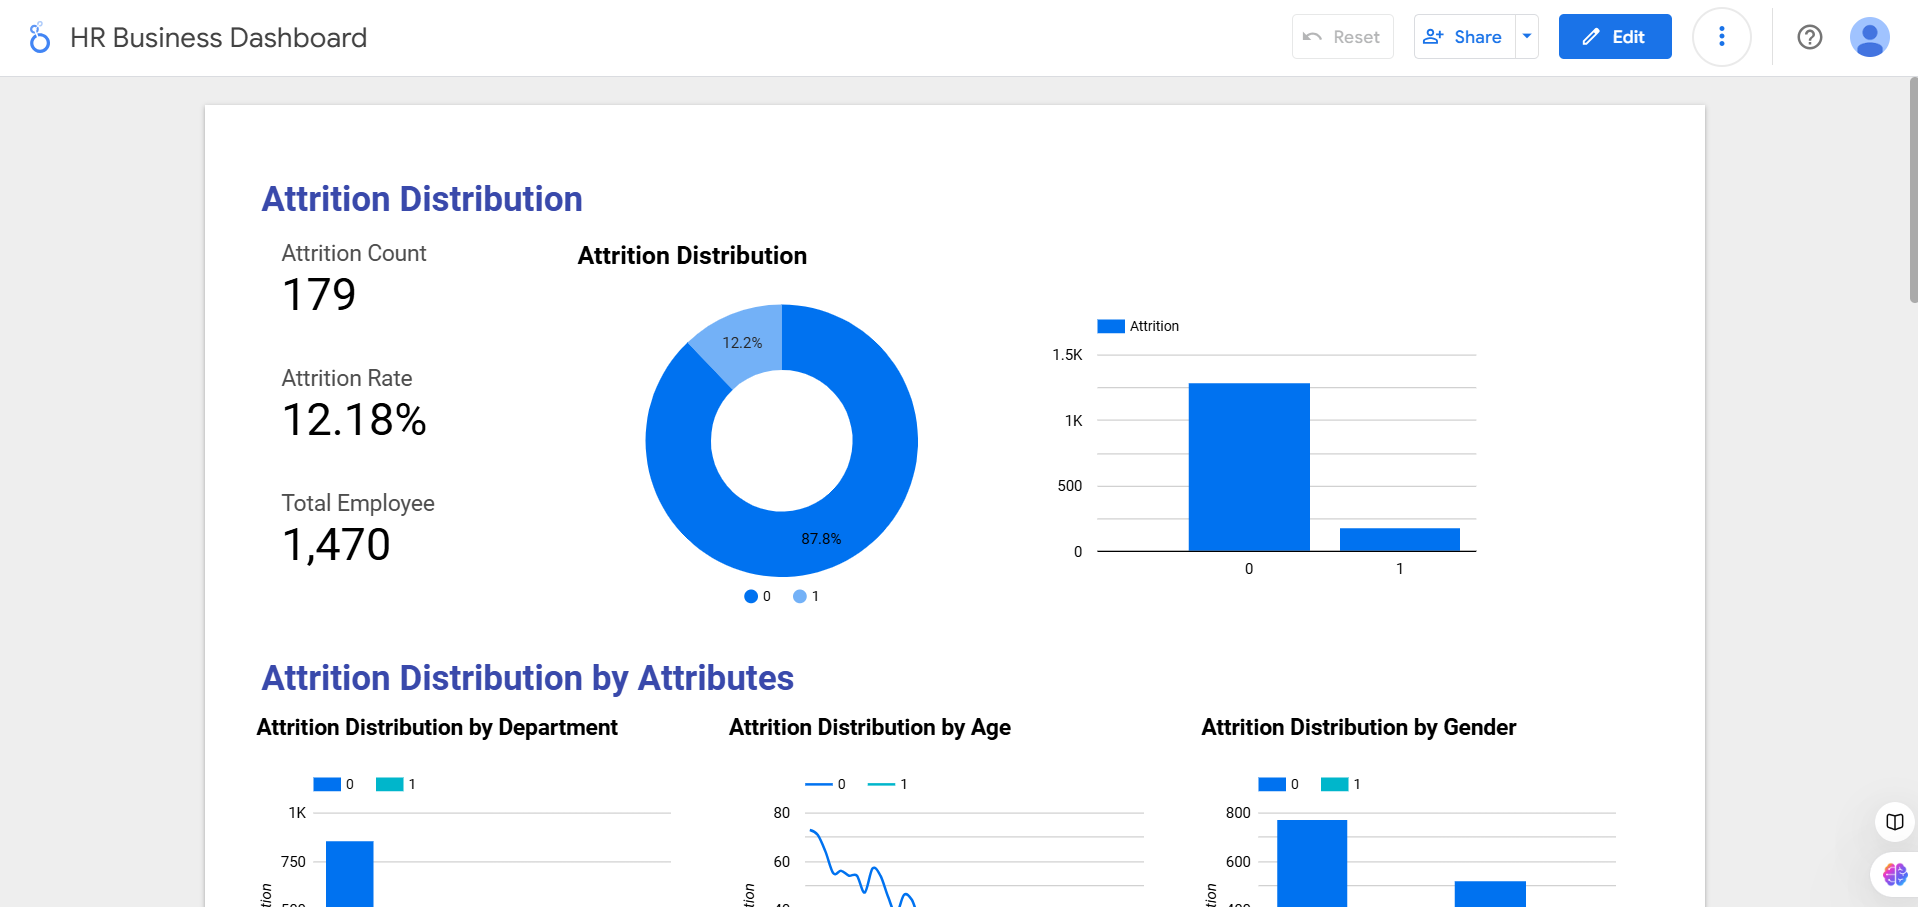 HR Business Dashboard
Reset
Share
Edit
Attrition Distribution
Attrition Count
179
Attrition Rate
12.18%
Total Employee
1,470
Attrition Distribution
12.2%
87.8%
0 1
Attrition
1.5K
1K
500
0
0 1
Attrition Distribution by Attributes
Attrition Distribution by Department
0 1
1K
750
Attrition Distribution by Age
0 1
80
60
Attrition Distribution by Gender
0 1
800
600